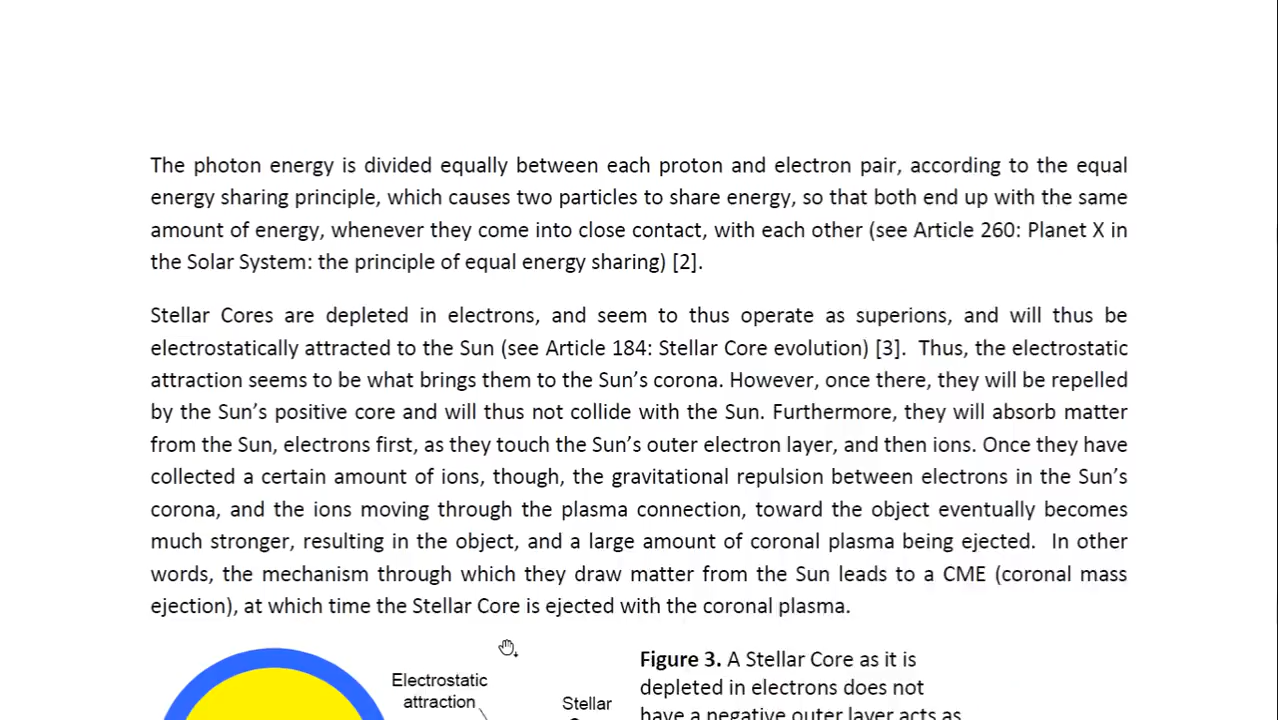 The photon energy is divided equally between each proton and electron pair, according to the equal
energy sharing principle, which causes two particles to share energy, so that both end up with the same
amount of energy, whenever they come into close contact, with each other (see Article 260: Planet X in
the Solar System: the principle of equal energy sharing) [2].
Stellar Cores are depleted in electrons, and seem to thus operate as superions, and will thus be
electrostatically attracted to the Sun (see Article 184: Stellar Core evolution) [3].  Thus, the electrostatic
attraction seems to be what brings them to the Sun’s corona. However, once there, they will be repelled
by the Sun’s positive core and will thus not collide with the Sun. Furthermore, they will absorb matter
from the Sun, electrons first, as they touch the Sun’s outer electron layer, and then ions. Once they have
collected a certain amount of ions, though, the gravitational repulsion between electrons in the Sun’s
corona, and the ions moving through the plasma connection, toward the object eventually becomes
much stronger, resulting in the object, and a large amount of coronal plasma being ejected.  In other
words, the mechanism through which they draw matter from the Sun leads to a CME (coronal mass
ejection), at which time the Stellar Core is ejected with the coronal plasma.
Electrostatic
attraction
Stellar
Figure 3. A Stellar Core as it is
depleted in electrons does not
have a negative outer layer acts as